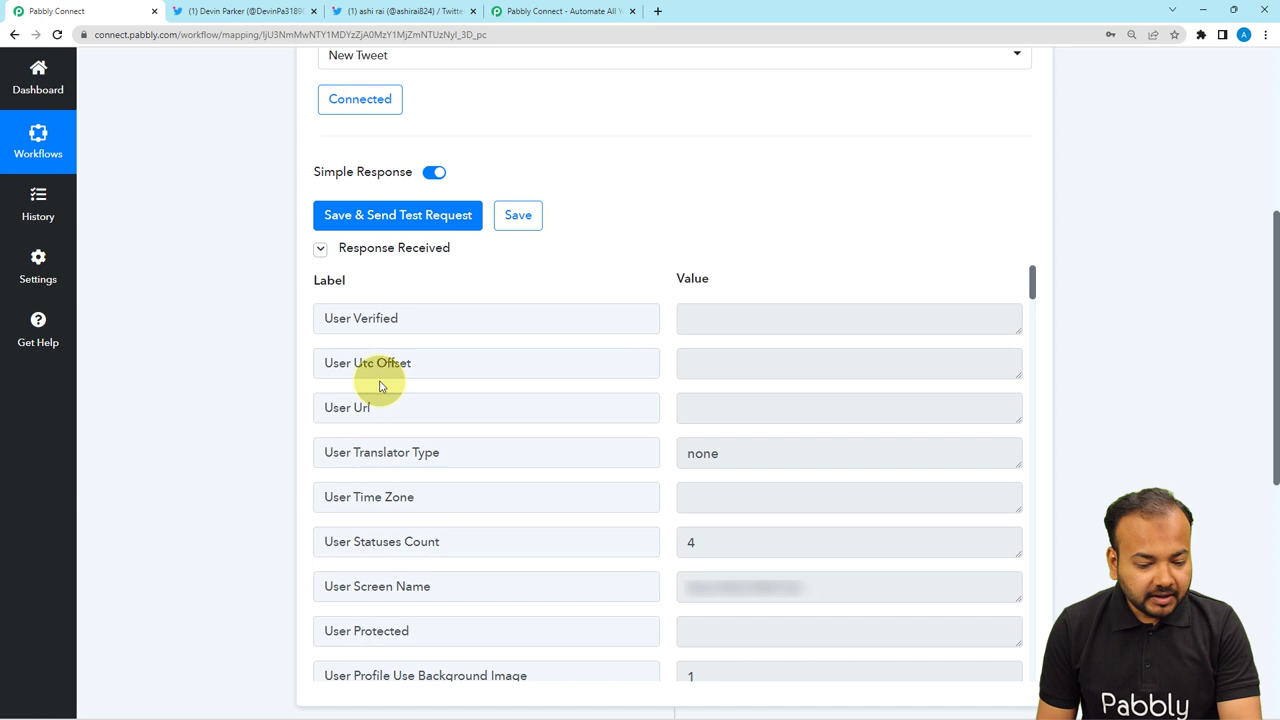 Pabbly Connect
(1) Devin Parker (@DevinPa31898
(1) ashi rai (@ashirai824) / Twitte
Pabbly Connect - Automate All Y
connect.pabbly.com/workflow/mapping/
Dashboard
Workflows
History
Settings
Get Help
New Tweet
Connected
Simple Response
Save & Send Test Request
Save
Response Received
Label
Value
User Verified
User Utc Offset
User Url
User Translator Type
none
User Time Zone
User Statuses Count
4
User Screen Name
User Protected
User Profile Use Background Image
1
A
Pabbly